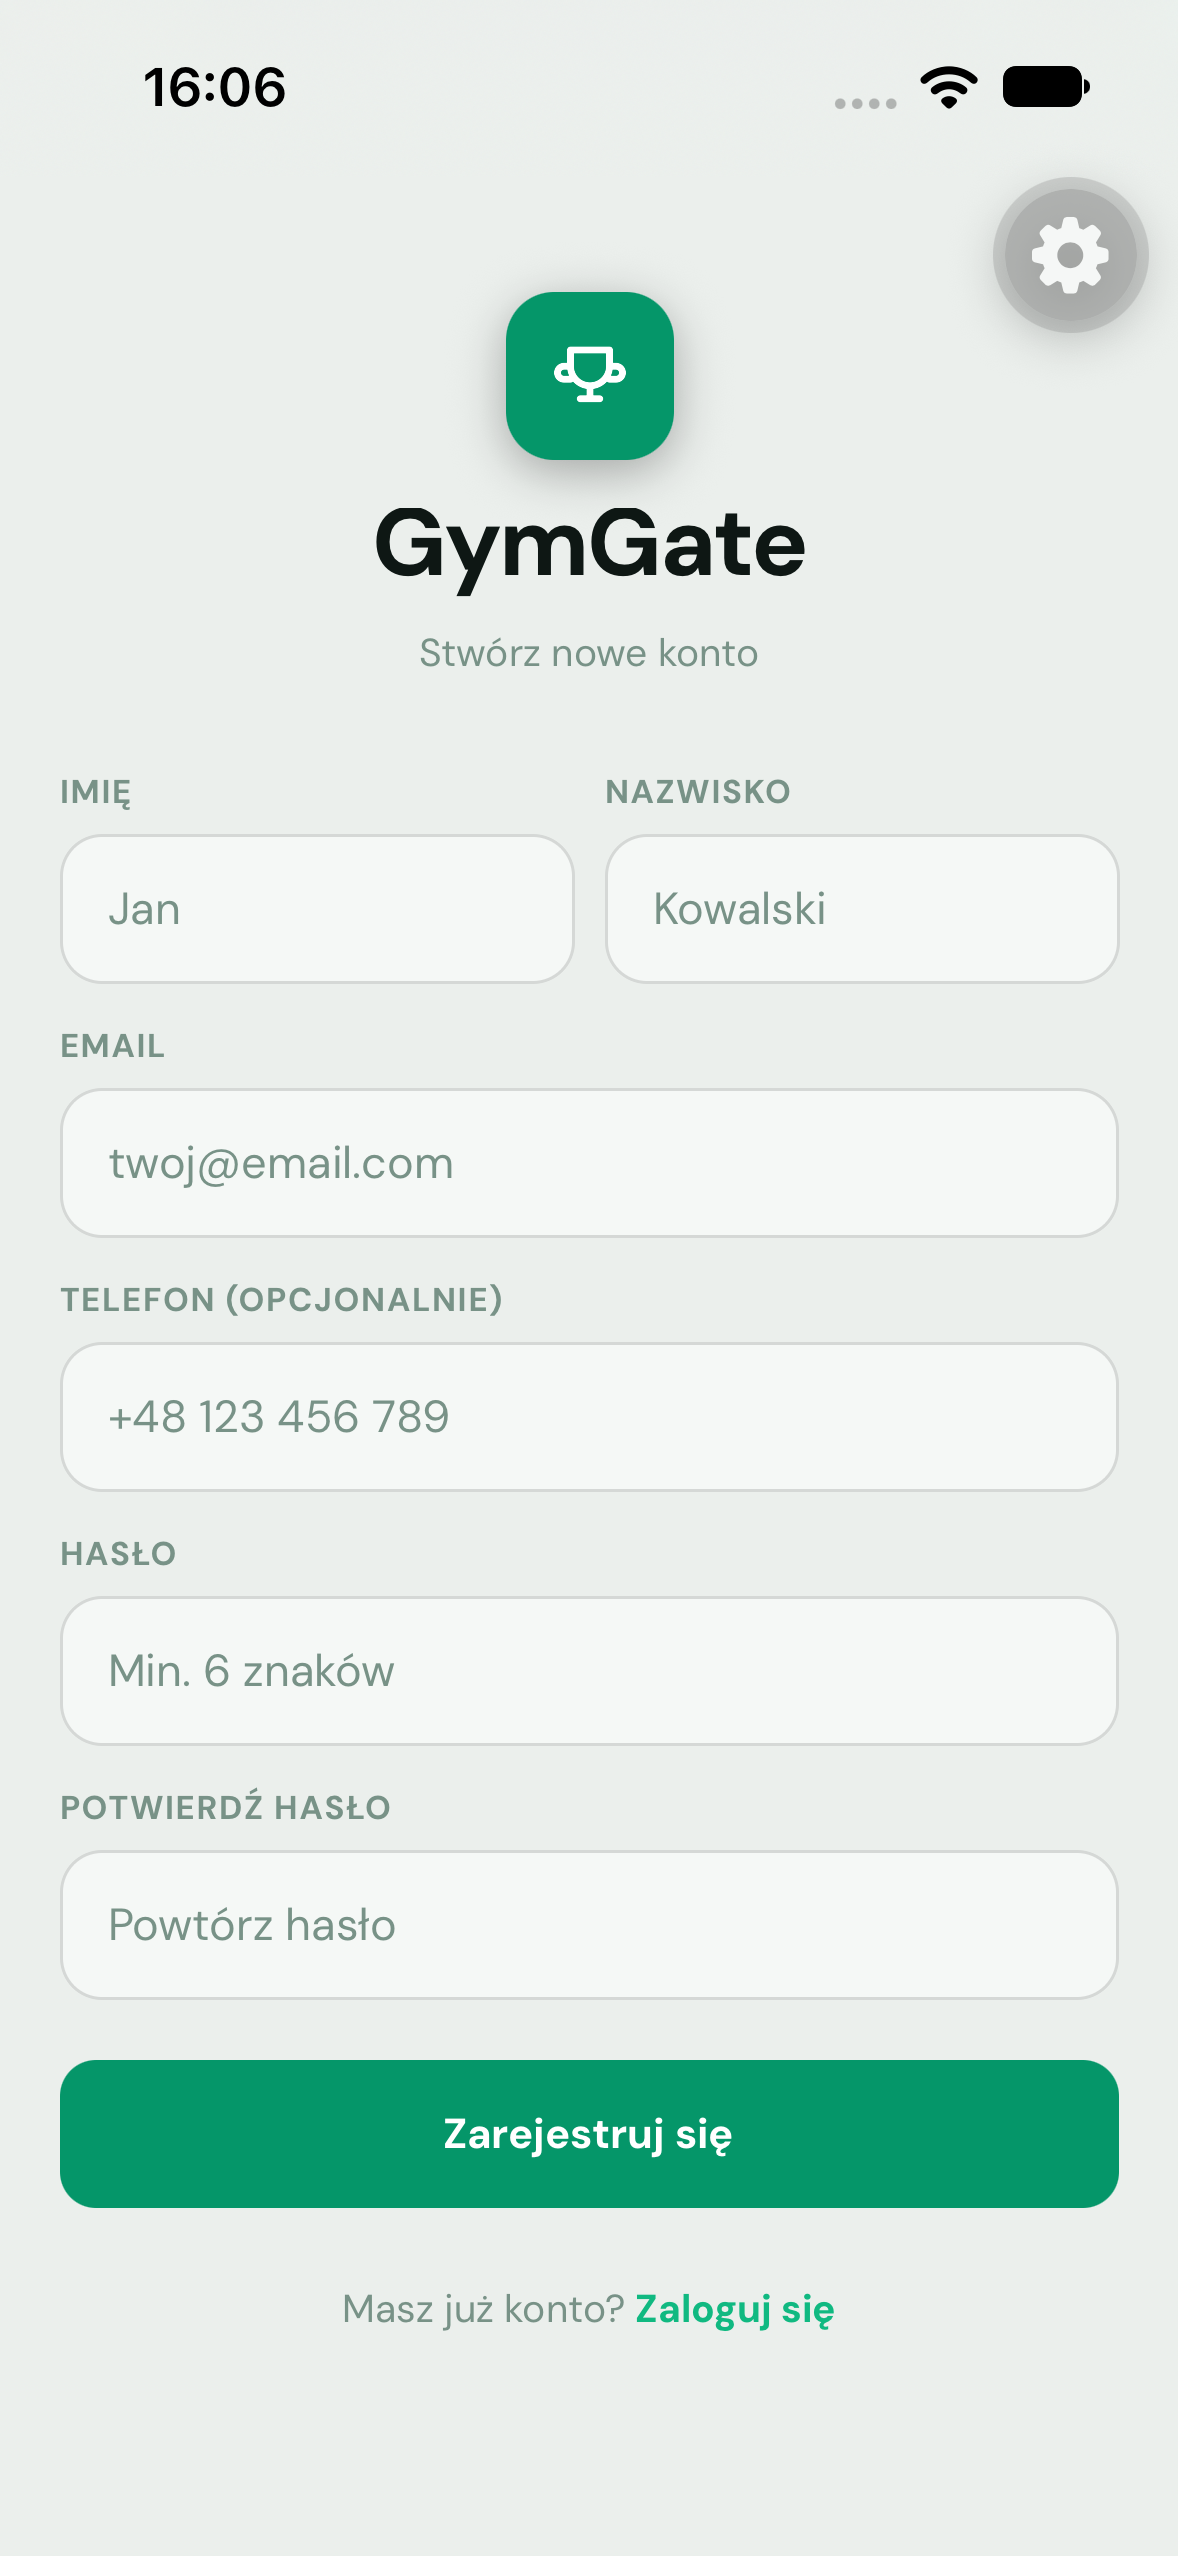 16:06
GymGate
Stwórz nowe konto
IMIĘ NAZWISKO
Jan Kowalski
EMAIL
twoj@email.com
TELEFON (OPCJONALNIE)
+48 123 456 789
HASŁO
Min. 6 znaków
POTWIERDŹ HASŁO
Powtórz hasło
Zarejestruj się
Masz już konto? Zaloguj się